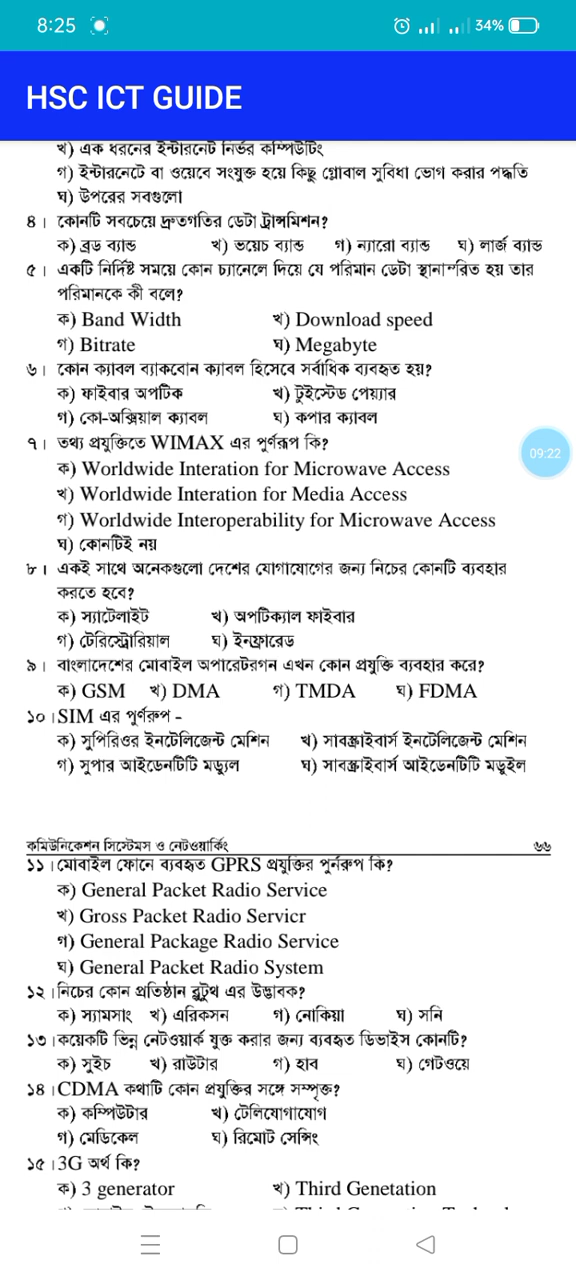 8:25
34%
HSC ICT GUIDE
খ) এক ধরনের ইন্টারনেট নির্ভর কম্পিউটিং
গ) ইন্টারনেটে বা ওয়েবে সংযুক্ত হয়ে কিছু গ্লোবাল সুবিধা ভোগ করার পদ্ধতি
ঘ) উপরের সবগুলো
৪। কোনটি সবচেয়ে দ্রুতগতির ডেটা ট্রান্সমিশন?
ক) ব্রড ব্যান্ড খ) ভয়েচ ব্যান্ড গ) ন্যারো ব্যান্ড ঘ) লার্জ ব্যান্ড
৫। একটি নির্দিষ্ট সময়ে কোন চ্যানেলে দিয়ে যে পরিমান ডেটা স্থানান্তরিত হয় তার
পরিমানকে কী বলে?
ক) Band Width খ) Download speed
গ) Bitrate ঘ) Megabyte
৬। কোন ক্যাবল ব্যাকবোন ক্যাবল হিসেবে সর্বাধিক ব্যবহৃত হয়?
ক) ফাইবার অপটিক খ) টুইস্টেড পেয়্যার
গ) কো-অক্সিয়াল ক্যাবল ঘ) কপার ক্যাবল
৭। তথ্য প্রযুক্তিতে WIMAX এর পূর্ণরূপ কি?
09:22
ক) Worldwide Interation for Microwave Access
খ) Worldwide Interation for Media Access
গ) Worldwide Interoperability for Microwave Access
ঘ) কোনটিই নয়
৮। একই সাথে অনেকগুলো দেশের যোগাযোগের জন্য নিচের কোনটি ব্যবহার
করতে হবে?
ক) স্যাটেলাইট খ) অপটিক্যাল ফাইবার
গ) টেরিস্ট্রোরিয়াল ঘ) ইনফ্রারেড
৯। বাংলাদেশের মোবাইল অপারেটরগন এখন কোন প্রযুক্তি ব্যবহার করে?
ক) GSM খ) DMA গ) TMDA ঘ) FDMA
১০।SIM এর পুর্ণরুপ -
ক) সুপিরিওর ইনটেলিজেন্ট মেশিন খ) সাবস্ক্রাইবার্স ইনটেলিজেন্ট মেশিন
গ) সুপার আইডেনটিটি মড্যুল ঘ) সাবস্ক্রাইবার্স আইডেনটিটি মডুইল
কমিউনিকেশন সিস্টেমস ও নেটওয়ার্কিং ৬৬
১১।মোবাইল ফোনে ব্যবহৃত GPRS প্রযুক্তির পুর্নরুপ কি?
ক) General Packet Radio Service
খ) Gross Packet Radio Servicr
গ) General Package Radio Service
ঘ) General Packet Radio System
১২।নিচের কোন প্রতিষ্ঠান ব্লুটুথ এর উদ্ভাবক?
ক) স্যামসাং খ) এরিকসন গ) নোকিয়া ঘ) সনি
১৩।কয়েকটি ভিন্ন নেটওয়ার্ক যুক্ত করার জন্য ব্যবহৃত ডিভাইস কোনটি?
ক) সুইচ খ) রাউটার গ) হাব ঘ) গেটওয়ে
১৪।CDMA কথাটি কোন প্রযুক্তির সঙ্গে সম্পৃক্ত?
ক) কম্পিউটার খ) টেলিযোগাযোগ
গ) মেডিকেল ঘ) রিমোট সেন্সিং
১৫।3G অর্থ কি?
ক) 3 generator খ) Third Genetation